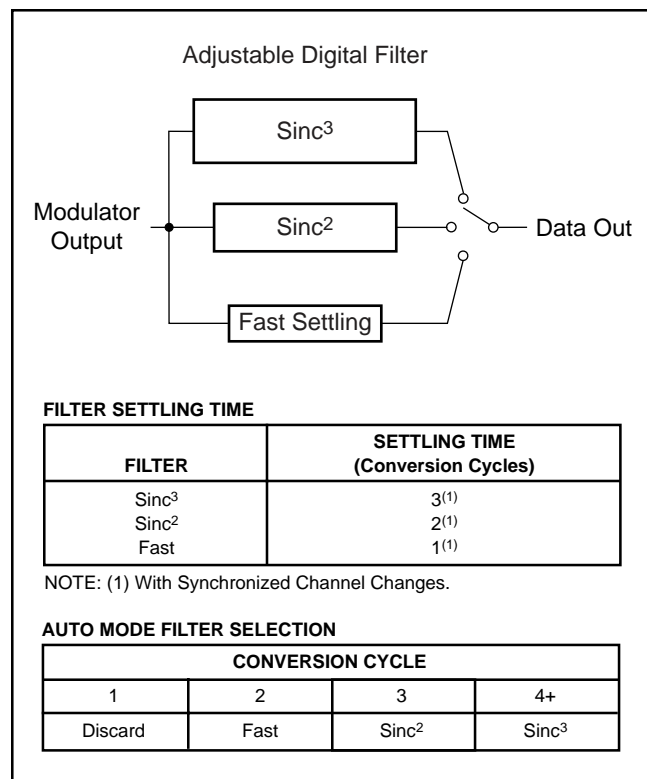 Adjustable Digital Filter
Sinc³
Modulator
Output
Sinc²
Data Out
Fast Settling
FILTER SETTLING TIME
FILTER
SETTLING TIME
(Conversion Cycles)
Sinc³ 3(1)
Sinc² 2(1)
Fast 1(1)
NOTE: (1) With Synchronized Channel Changes.
AUTO MODE FILTER SELECTION
CONVERSION CYCLE
1 2 3 4+
Discard Fast Sinc² Sinc³